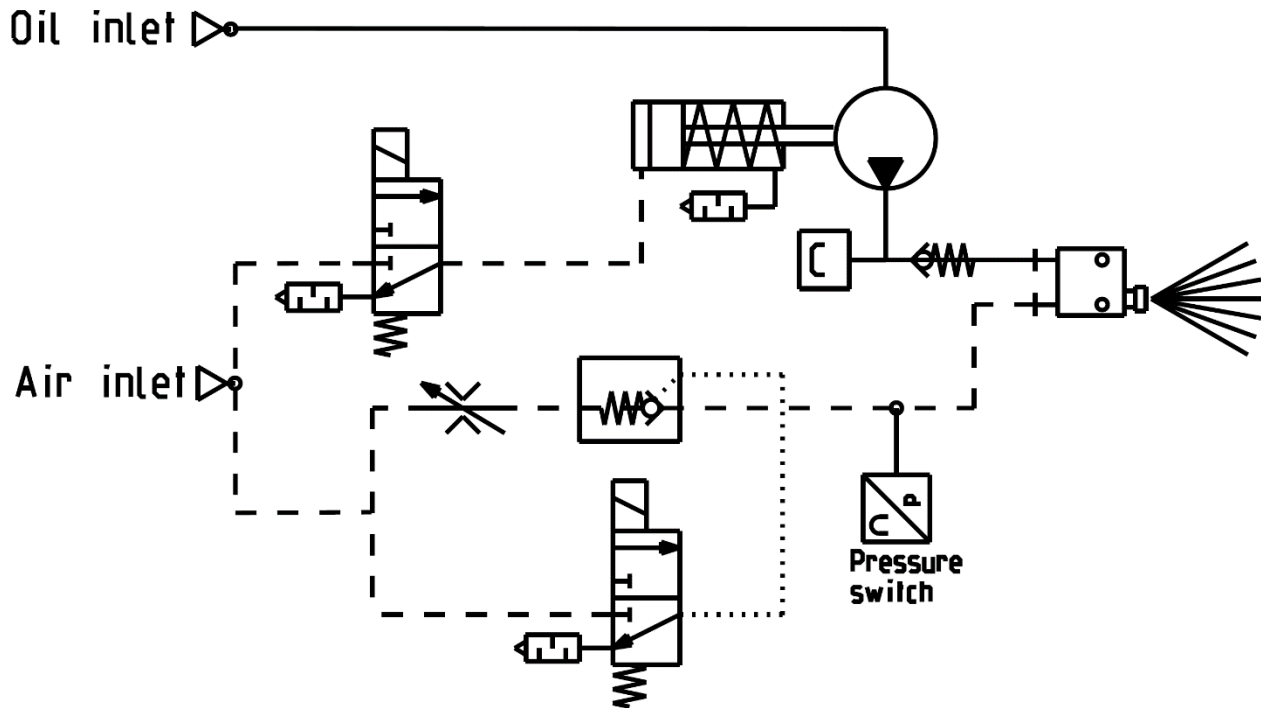 Oil inlet
C
Air inlet
P
U
Pressure
switch